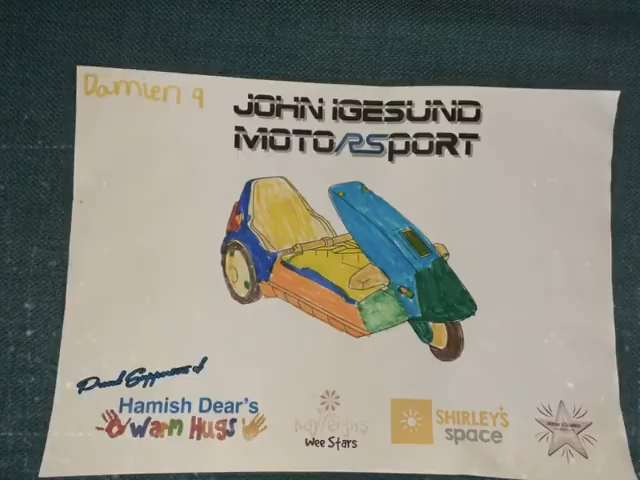 Damien 9
JOHN IGESUND
MOTORSPORT
Proud Supporters of
Hamish Dear's
Warm Hugs
Kayleigh's
Wee Stars
SHIRLEY'S
space